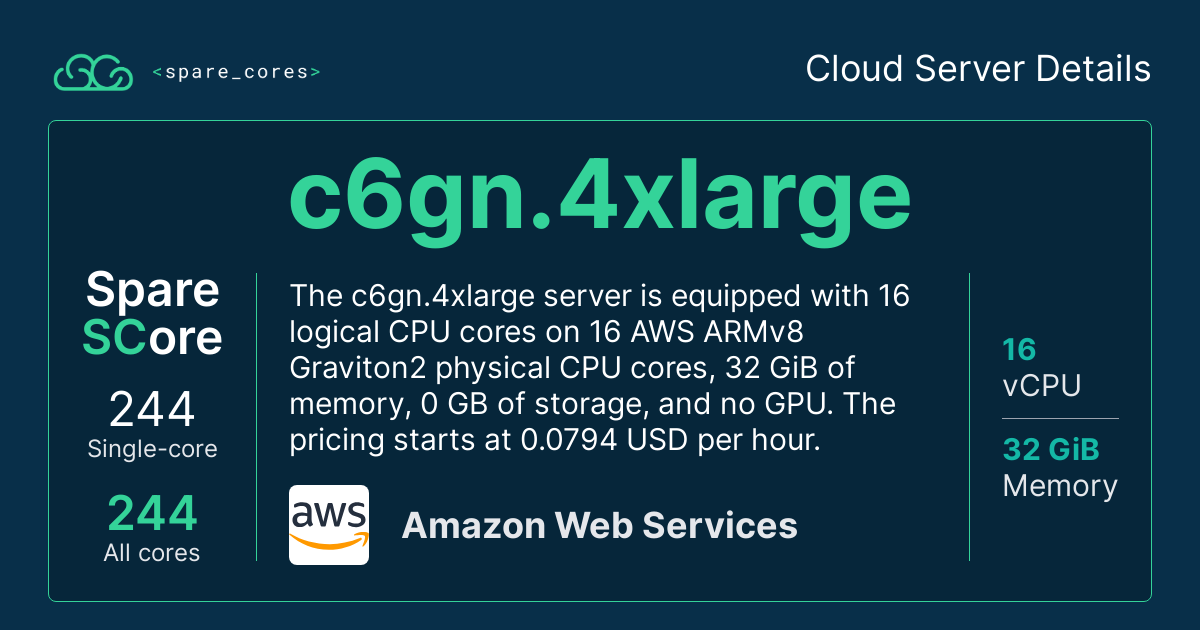 <spare_cores>
Cloud Server Details
c6gn.4xlarge
Spare
SCore
244
Single-core
244
All cores
The c6gn.4xlarge server is equipped with 16
logical CPU cores on 16 AWS ARMv8
Graviton2 physical CPU cores, 32 GiB of
memory, 0 GB of storage, and no GPU. The
pricing starts at 0.0794 USD per hour.
aws
Amazon Web Services
16
vCPU
32 GiB
Memory